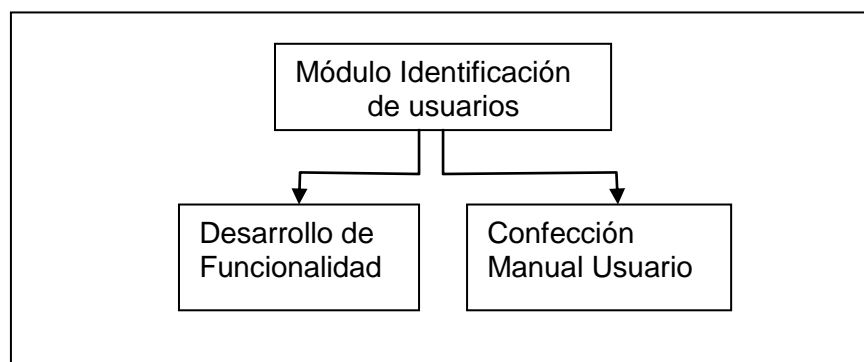 Módulo Identificación
de usuarios
Desarrollo de
Funcionalidad
Confección
Manual Usuario